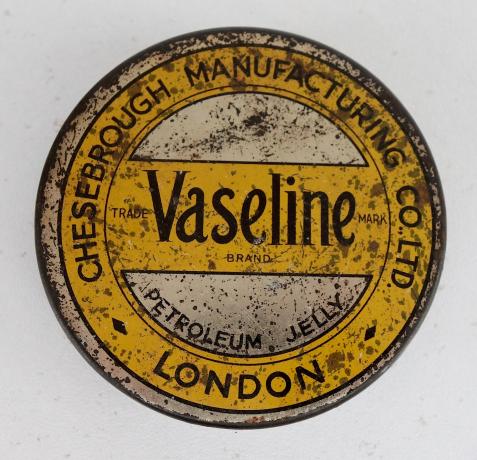 CHESEBROUGH MANUFACTURING CO. LTD.
TRADE Vaseline MARK
BRAND
PETROLEUM JELLY
LONDON